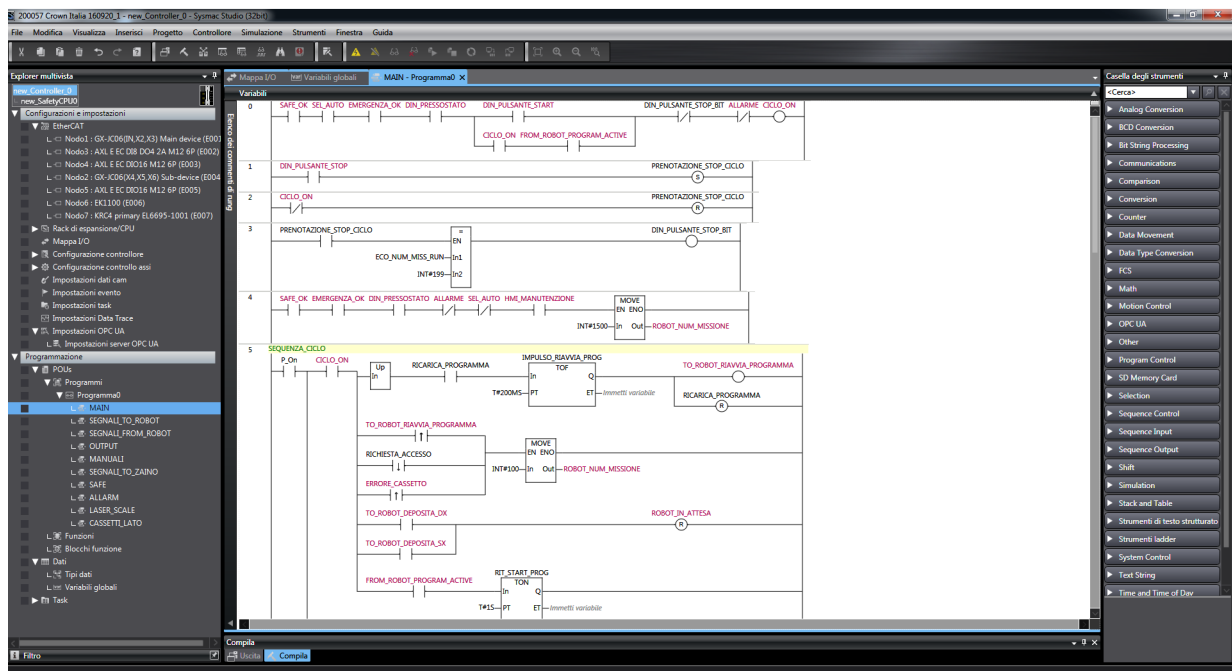 200057 Crown Italia 160920_1 - new_Controller_0 - Sysmac Studio (32bit)
File Modifica Visualizza Inserisci Progetto Controllore Simulazione Strumenti Finestra Guida
Explorer multivista
new_Controller_0
new_SafetyCPU0
Configurazioni e impostazioni
EtherCAT
Nodo1 : GX-JC06(IN,X2,X3) Main device (E001
Nodo3 : AXL E EC DI8 DO4 2A M12 6P (E002)
Nodo4 : AXL E EC DIO16 M12 6P (E003)
Nodo2 : GX-JC06(X4,X5,X6) Sub-device (E004
Nodo5 : AXL E EC DIO16 M12 6P (E005)
Nodo6 : EK1100 (E006)
Nodo7 : KRC4 primary EL6695-1001 (E007)
Rack di espansione/CPU
Mappa I/O
Configurazione controllore
Configurazione controllo assi
Impostazioni dati cam
Impostazioni evento
Impostazioni task
Impostazioni Data Trace
Impostazioni OPC UA
Impostazioni server OPC UA
Programmazione
POUs
Programmi
Programma0
MAIN
SEGNALI_TO_ROBOT
SEGNALI_FROM_ROBOT
OUTPUT
MANUALI
SEGNALI_TO_ZAINO
SAFE
ALLARM
LASER_SCALE
CASSETTI_LATO
Funzioni
Blocchi funzione
Dati
Tipi dati
Variabili globali
Task
Filtro
Mappa I/O Variabili globali MAIN - Programma0 x
Variabili
Elenco dei commenti di rung
0 SAFE_OK SEL_AUTO EMERGENZA_OK DIN_PRESSOSTATO DIN_PULSANTE_START DIN_PULSANTE_STOP_BIT ALLARME CICLO_ON
CICLO_ON FROM_ROBOT_PROGRAM_ACTIVE
1 DIN_PULSANTE_STOP PRENOTAZIONE_STOP_CICLO
S
2 CICLO_ON PRENOTAZIONE_STOP_CICLO
R
3 PRENOTAZIONE_STOP_CICLO = DIN_PULSANTE_STOP_BIT
EN
ECO_NUM_MISS_RUN In1
INT#199 In2
4 SAFE_OK EMERGENZA_OK DIN_PRESSOSTATO ALLARME SEL_AUTO HMI_MANUTENZIONE MOVE
EN ENO
INT#1500 In Out ROBOT_NUM_MISSIONE
5 SEQUENZA_CICLO
P_On CICLO_ON Up In RICARICA_PROGRAMMA IMPULSO_RIAVVIA_PROG TO_ROBOT_RIAVVIA_PROGRAMMA
TOF
In Q
T#200MS PT ET Immetti variabile RICARICA_PROGRAMMA
R
TO_ROBOT_RIAVVIA_PROGRAMMA
MOVE
RICHIESTA_ACCESSO EN ENO
INT#100 In Out ROBOT_NUM_MISSIONE
ERRORE_CASSETTO
TO_ROBOT_DEPOSITA_DX ROBOT_IN_ATTESA
R
TO_ROBOT_DEPOSITA_SX
FROM_ROBOT_PROGRAM_ACTIVE RIT_START_PROG
TON
In Q
T#1S PT ET Immetti variabile
Compila
Uscita Compila
Casella degli strumenti
<Cerca>
Analog Conversion
BCD Conversion
Bit String Processing
Communications
Comparison
Conversion
Counter
Data Movement
Data Type Conversion
FCS
Math
Motion Control
OPC UA
Other
Program Control
SD Memory Card
Selection
Sequence Control
Sequence Input
Sequence Output
Shift
Simulation
Stack and Table
Strumenti di testo strutturato
Strumenti ladder
System Control
Text String
Time and Time of Day